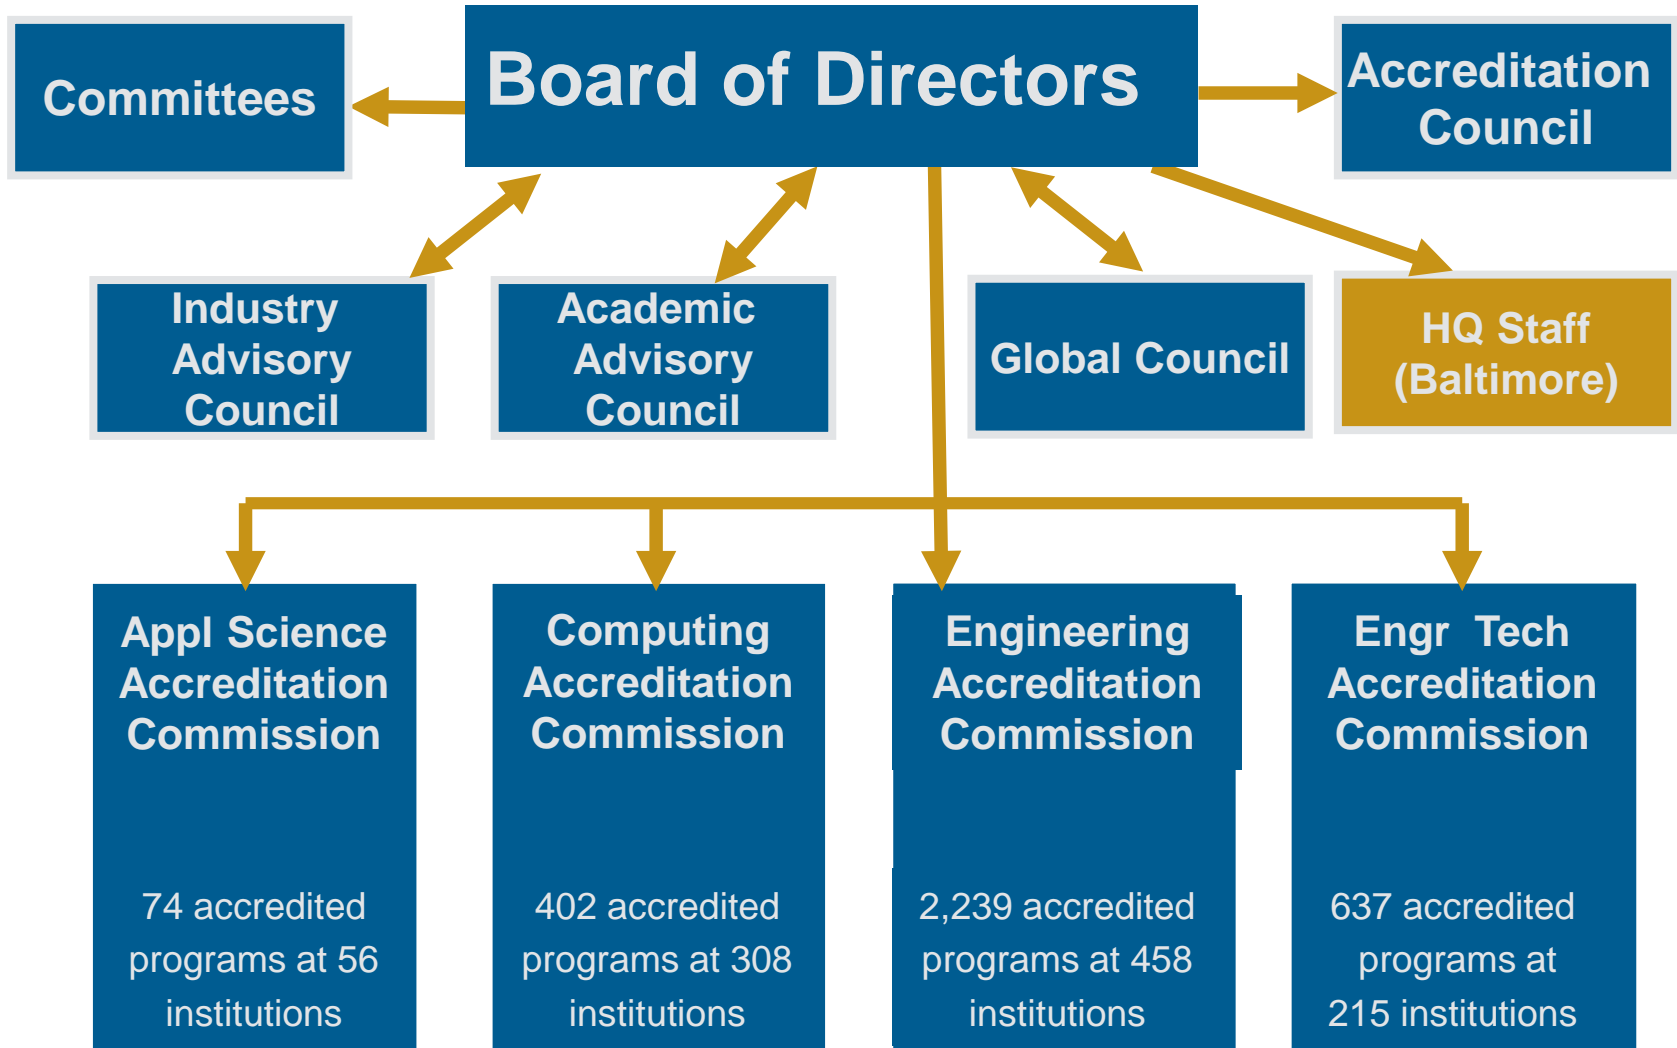 Board of Directors
Committees
Accreditation
Council
Industry
Advisory
Council
Academic
Advisory
Council
Global Council
HQ Staff
(Baltimore)
Appl Science
Accreditation
Commission
74 accredited
programs at 56
institutions
Computing
Accreditation
Commission
402 accredited
programs at 308
institutions
Engineering
Accreditation
Commission
2,239 accredited
programs at 458
institutions
Engr Tech
Accreditation
Commission
637 accredited
programs at
215 institutions